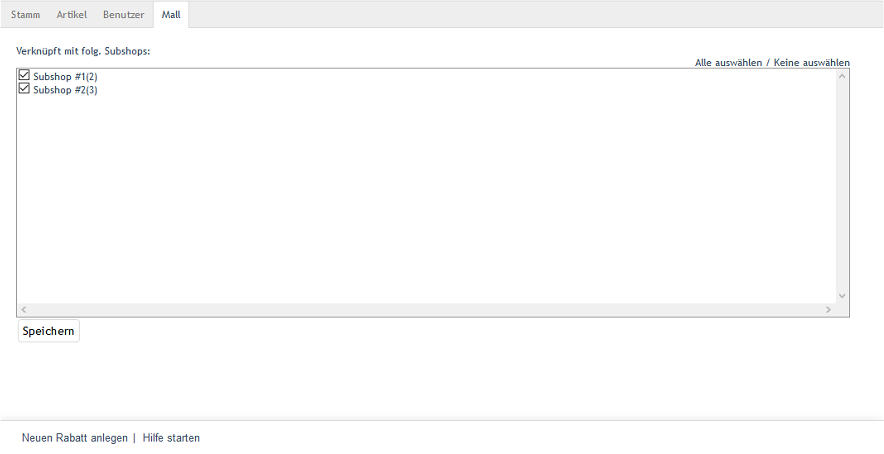 Stamm Artikel Benutzer Mall
Verknüpft mit folg. Subshops:
Alle auswählen / Keine auswählen
Subshop #1(2)
Subshop #2(3)
Speichern
Neuen Rabatt anlegen | Hilfe starten